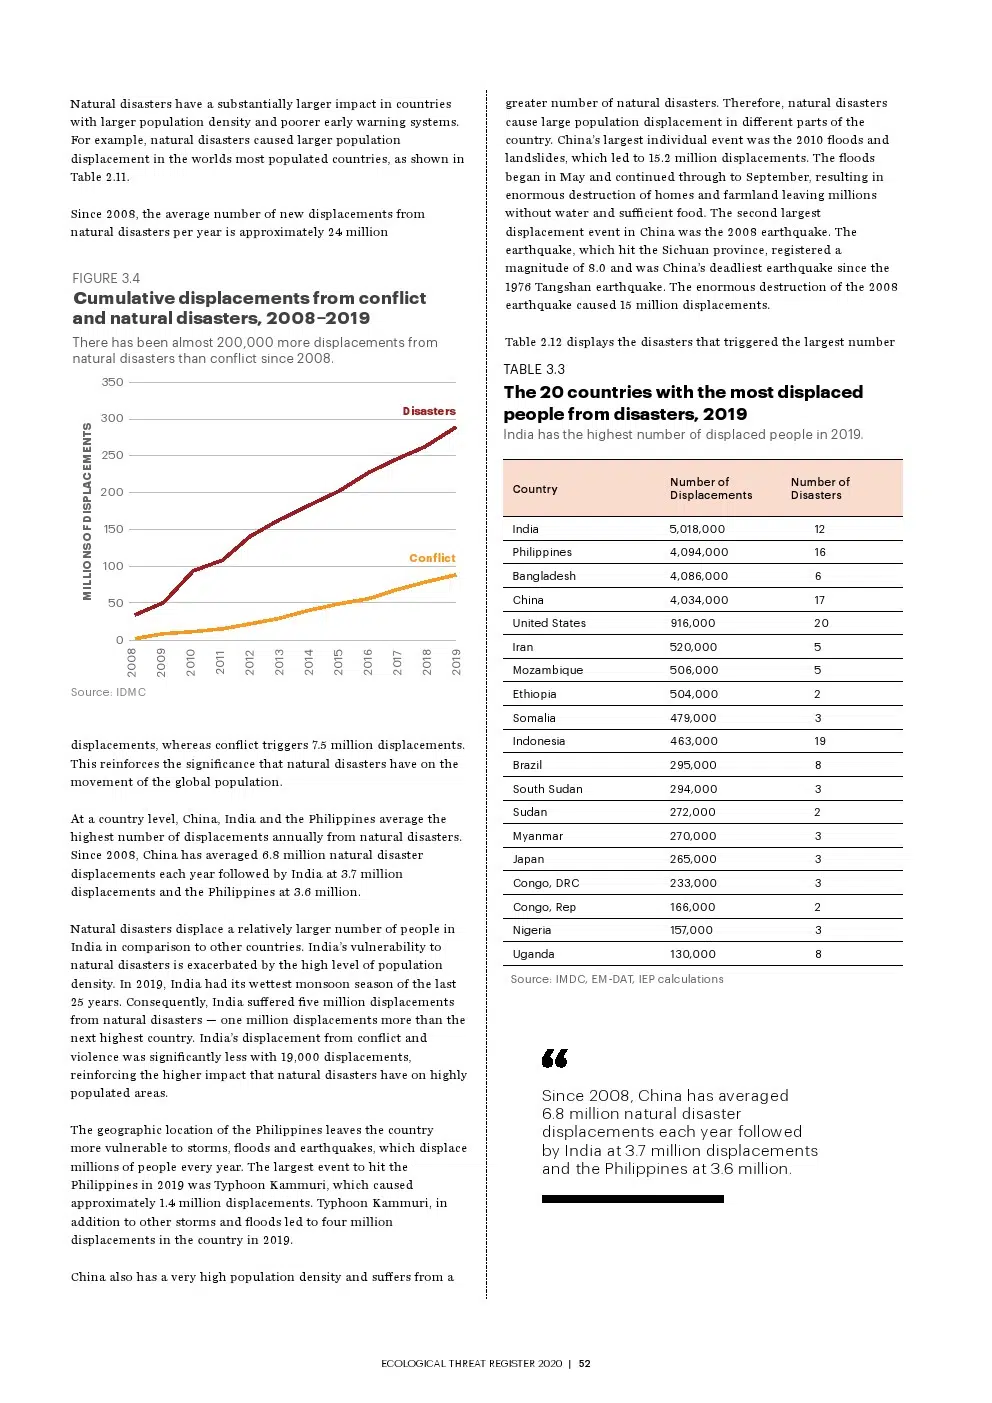 Natural disasters have a substantially larger impact in countries
with larger population density and poorer early warning systems.
For example, natural disasters caused larger population
displacement in the worlds most populated countries, as shown in
Table 2.11.
Since 2008, the average number of new displacements from
natural disasters per year is approximately 24 million
FIGURE 3.4
Cumulative displacements from conflict
and natural disasters, 2008–2019
There has been almost 200,000 more displacements from
natural disasters than conflict since 2008.
MILLIONS OF DISPLACEMENTS
350
300
250
200
150
100
50
0
Disasters
Conflict
2008
2009
2010
2011
2012
2013
2014
2015
2016
2017
2018
2019
Source: IDMC
displacements, whereas conflict triggers 7.5 million displacements.
This reinforces the significance that natural disasters have on the
movement of the global population.
At a country level, China, India and the Philippines average the
highest number of displacements annually from natural disasters.
Since 2008, China has averaged 6.8 million natural disaster
displacements each year followed by India at 3.7 million
displacements and the Philippines at 3.6 million.
Natural disasters displace a relatively larger number of people in
India in comparison to other countries. India's vulnerability to
natural disasters is exacerbated by the high level of population
density. In 2019, India had its wettest monsoon season of the last
25 years. Consequently, India suffered five million displacements
from natural disasters — one million displacements more than the
next highest country. India's displacement from conflict and
violence was significantly less with 19,000 displacements,
reinforcing the higher impact that natural disasters have on highly
populated areas.
The geographic location of the Philippines leaves the country
more vulnerable to storms, floods and earthquakes, which displace
millions of people every year. The largest event to hit the
Philippines in 2019 was Typhoon Kammuri, which caused
approximately 1.4 million displacements. Typhoon Kammuri, in
addition to other storms and floods led to four million
displacements in the country in 2019.
China also has a very high population density and suffers from a
greater number of natural disasters. Therefore, natural disasters
cause large population displacement in different parts of the
country. China's largest individual event was the 2010 floods and
landslides, which led to 15.2 million displacements. The floods
began in May and continued through to September, resulting in
enormous destruction of homes and farmland leaving millions
without water and sufficient food. The second largest
displacement event in China was the 2008 earthquake. The
earthquake, which hit the Sichuan province, registered a
magnitude of 8.0 and was China's deadliest earthquake since the
1976 Tangshan earthquake. The enormous destruction of the 2008
earthquake caused 15 million displacements.
Table 2.12 displays the disasters that triggered the largest number
TABLE 3.3
The 20 countries with the most displaced
people from disasters, 2019
India has the highest number of displaced people in 2019.
Country Number of Displacements Number of Disasters
India 5,018,000 12
Philippines 4,094,000 16
Bangladesh 4,086,000 6
China 4,034,000 17
United States 916,000 20
Iran 520,000 5
Mozambique 506,000 5
Ethiopia 504,000 2
Somalia 479,000 3
Indonesia 463,000 19
Brazil 295,000 8
South Sudan 294,000 3
Sudan 272,000 2
Myanmar 270,000 3
Japan 265,000 3
Congo, DRC 233,000 3
Congo, Rep 166,000 2
Nigeria 157,000 3
Uganda 130,000 8
Source: IMDC, EM-DAT, IEP calculations
“
Since 2008, China has averaged
6.8 million natural disaster
displacements each year followed
by India at 3.7 million displacements
and the Philippines at 3.6 million.
ECOLOGICAL THREAT REGISTER 2020 | 52